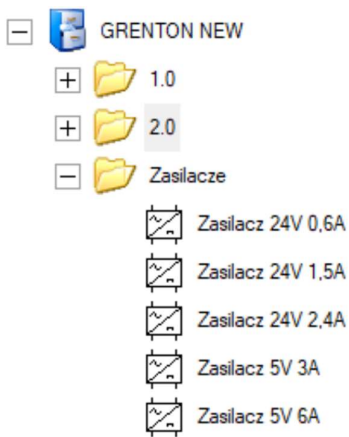 GRENTON NEW
1.0
2.0
Zasilacze
Zasilacz 24V 0,6A
Zasilacz 24V 1,5A
Zasilacz 24V 2,4A
Zasilacz 5V 3A
Zasilacz 5V 6A